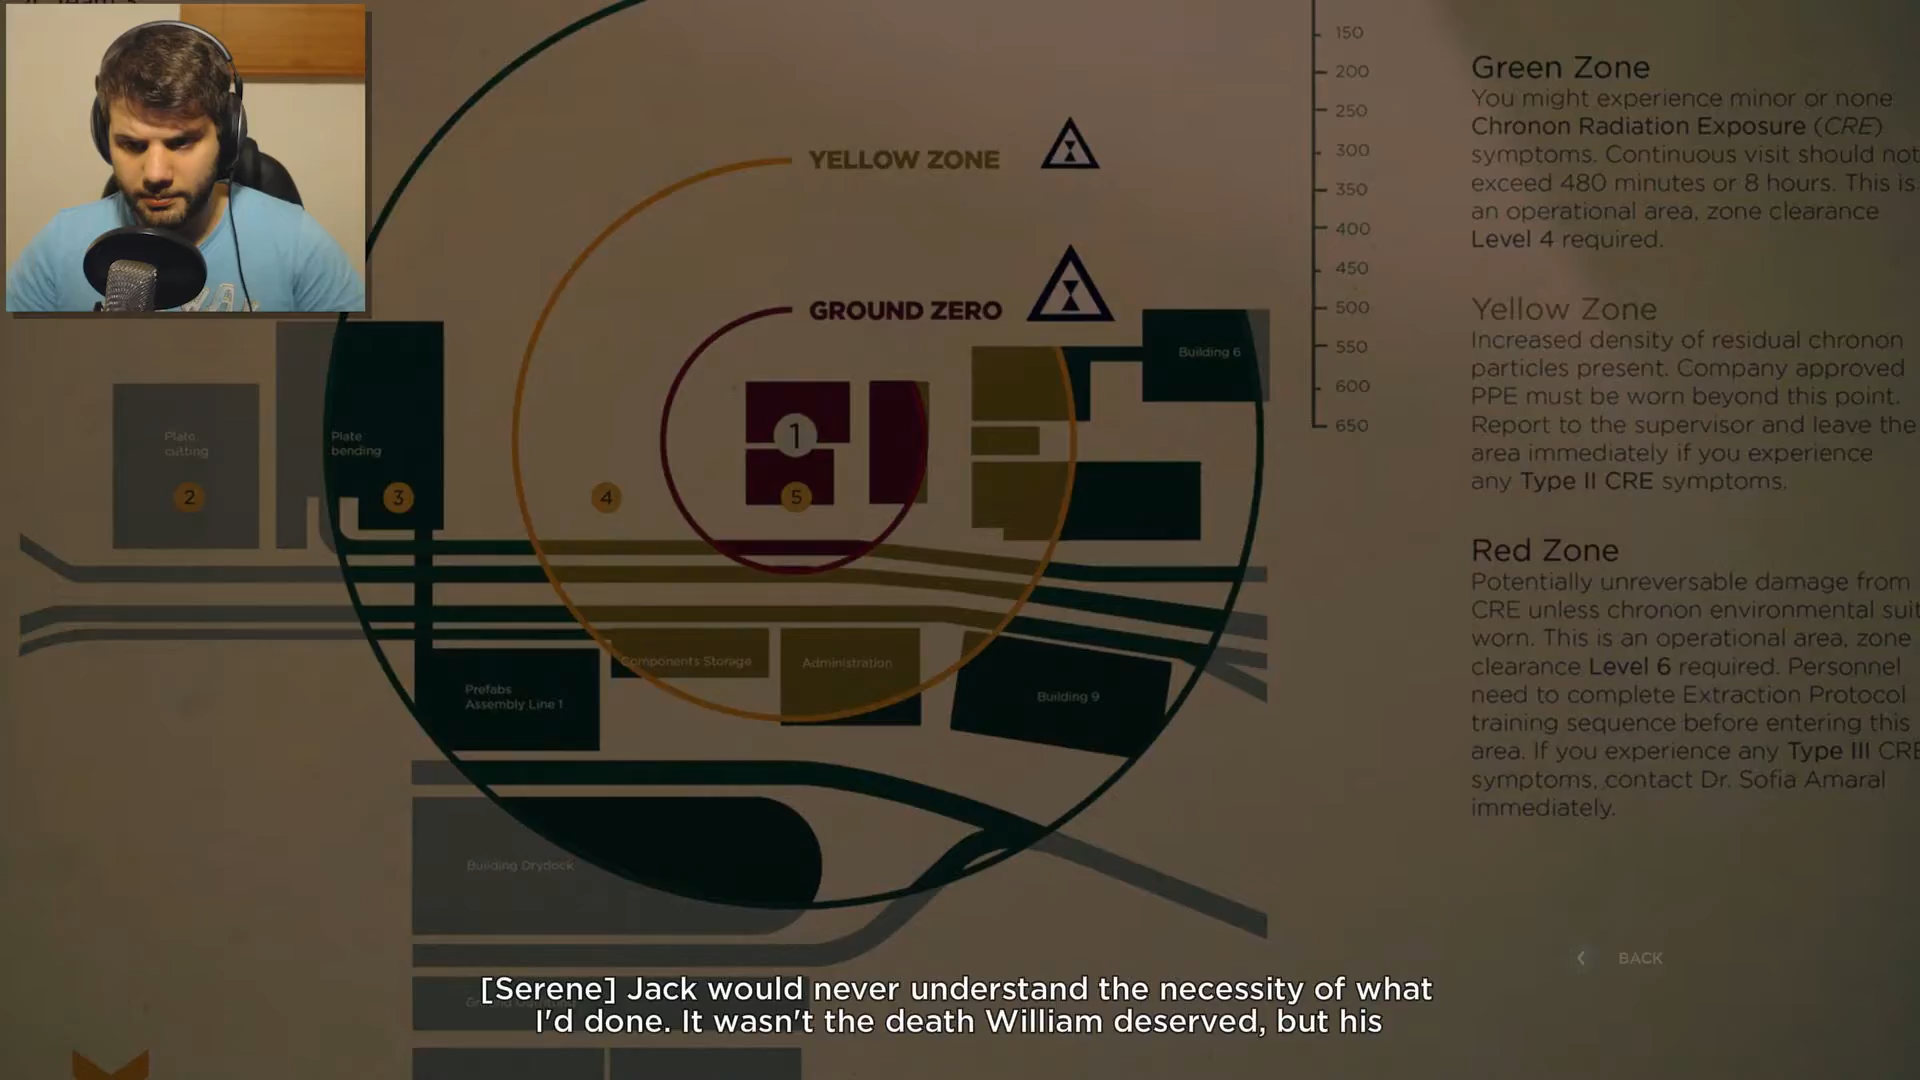 150
200
250
300
350
400
450
500
550
600
650
YELLOW ZONE
GROUND ZERO
Building 6
Plate
cutting
Plate
bending
1
2
3
4
5
Components Storage
Administration
Prefabs
Assembly Line 1
Building 9
Building Drydock
Green Zone
You might experience minor or none
Chronon Radiation Exposure (CRE)
symptoms. Continuous visit should not
exceed 480 minutes or 8 hours. This is
an operational area, zone clearance
Level 4 required.
Yellow Zone
Increased density of residual chronon
particles present. Company approved
PPE must be worn beyond this point.
Report to the supervisor and leave the
area immediately if you experience
any Type II CRE symptoms.
Red Zone
Potentially unreversable damage from
CRE unless chronon environmental suit
worn. This is an operational area, zone
clearance Level 6 required. Personnel
need to complete Extraction Protocol
training sequence before entering this
area. If you experience any Type III CRE
symptoms, contact Dr. Sofia Amaral
immediately.
BACK
[Serene] Jack would never understand the necessity of what
I'd done. It wasn't the death William deserved, but his